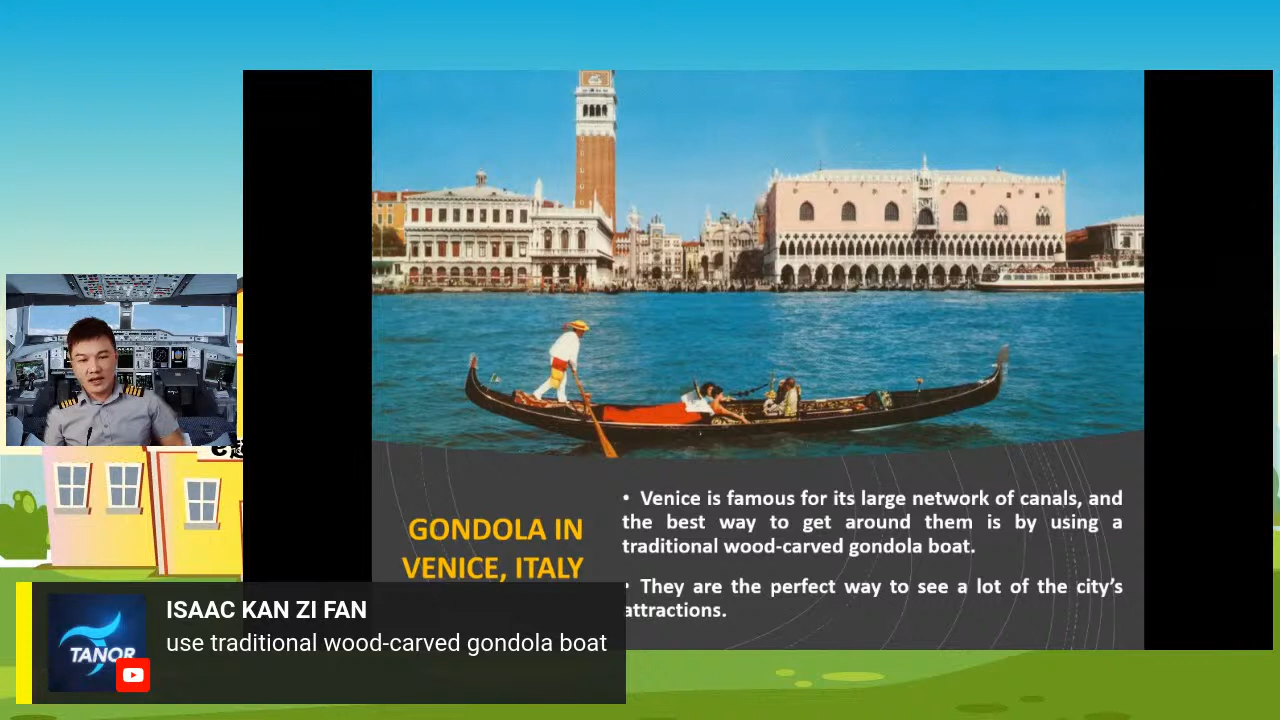 GONDOLA IN
VENICE, ITALY
• Venice is famous for its large network of canals, and
the best way to get around them is by using a
traditional wood-carved gondola boat.
• They are the perfect way to see a lot of the city's
attractions.
TANOR
ISAAC KAN ZI FAN
use traditional wood-carved gondola boat